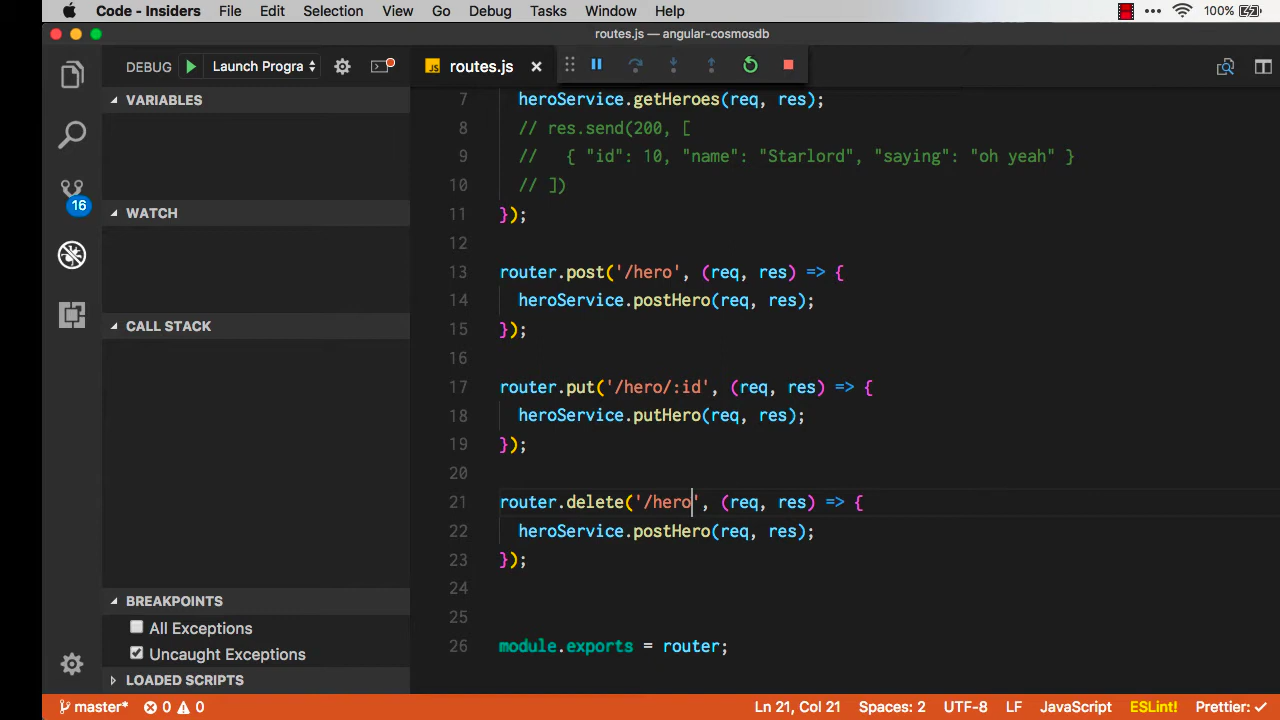 Code - Insiders File Edit Selection View Go Debug Tasks Window Help 100%
routes.js — angular-cosmosdb
DEBUG Launch Progra JS routes.js
VARIABLES
WATCH
CALL STACK
BREAKPOINTS
All Exceptions
Uncaught Exceptions
LOADED SCRIPTS
16
7 heroService.getHeroes(req, res);
8 // res.send(200, [
9 //   { "id": 10, "name": "Starlord", "saying": "oh yeah" }
10 // ])
11 });
12
13 router.post('/hero', (req, res) => {
14 heroService.postHero(req, res);
15 });
16
17 router.put('/hero/:id', (req, res) => {
18 heroService.putHero(req, res);
19 });
20
21 router.delete('/hero', (req, res) => {
22 heroService.postHero(req, res);
23 });
24
25
26 module.exports = router;
master* 0 0 Ln 21, Col 21 Spaces: 2 UTF-8 LF JavaScript ESLint! Prettier: ✓